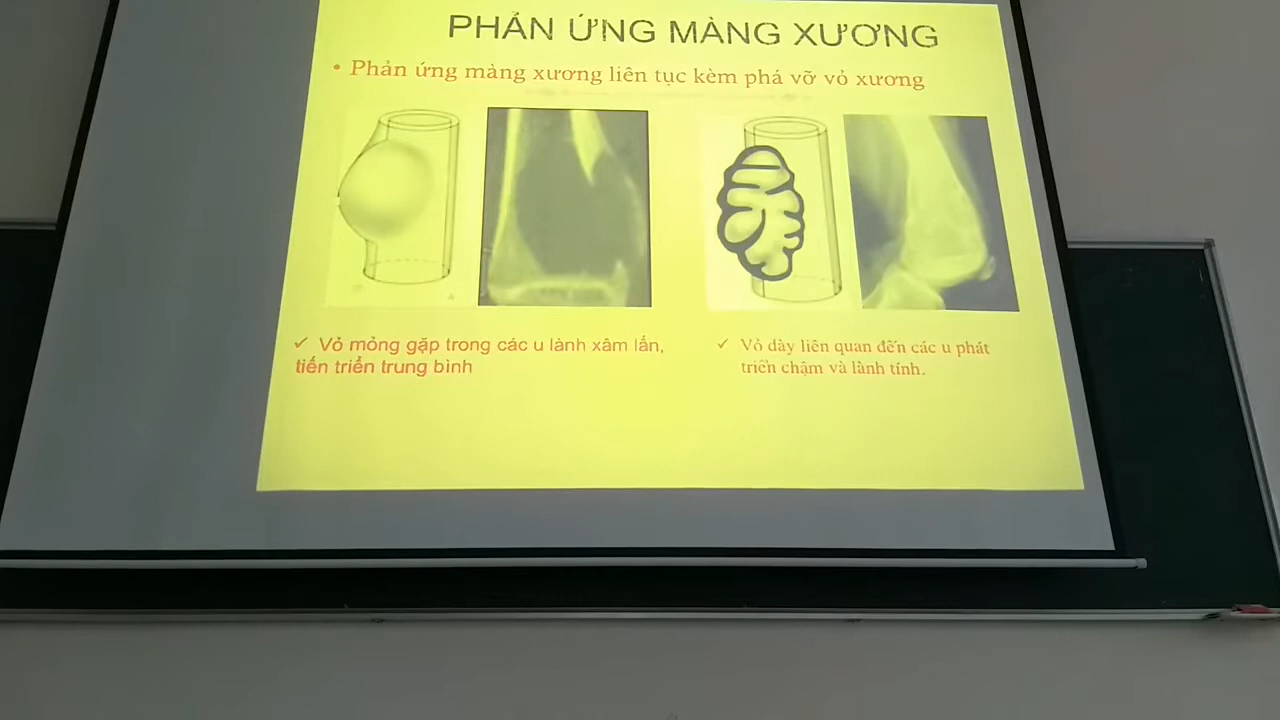 PHẢN ỨNG MÀNG XƯƠNG
• Phản ứng màng xương liên tục kèm phá vỡ vỏ xương
✓ Vỏ mỏng gặp trong các u lành xâm lấn,
tiến triển trung bình
✓ Vỏ dày liên quan đến các u phát
triển chậm và lành tính.